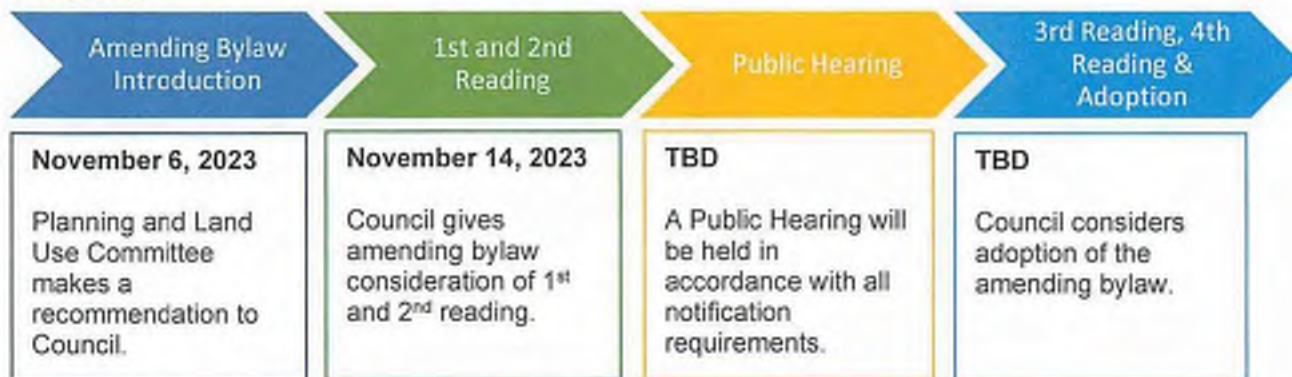 Amending Bylaw
Introduction
1st and 2nd
Reading
Public Hearing
3rd Reading, 4th
Reading &
Adoption
November 6, 2023
Planning and Land
Use Committee
makes a
recommendation to
Council.
November 14, 2023
Council gives
amending bylaw
consideration of 1st
and 2nd reading.
TBD
A Public Hearing will
be held in
accordance with all
notification
requirements.
TBD
Council considers
adoption of the
amending bylaw.